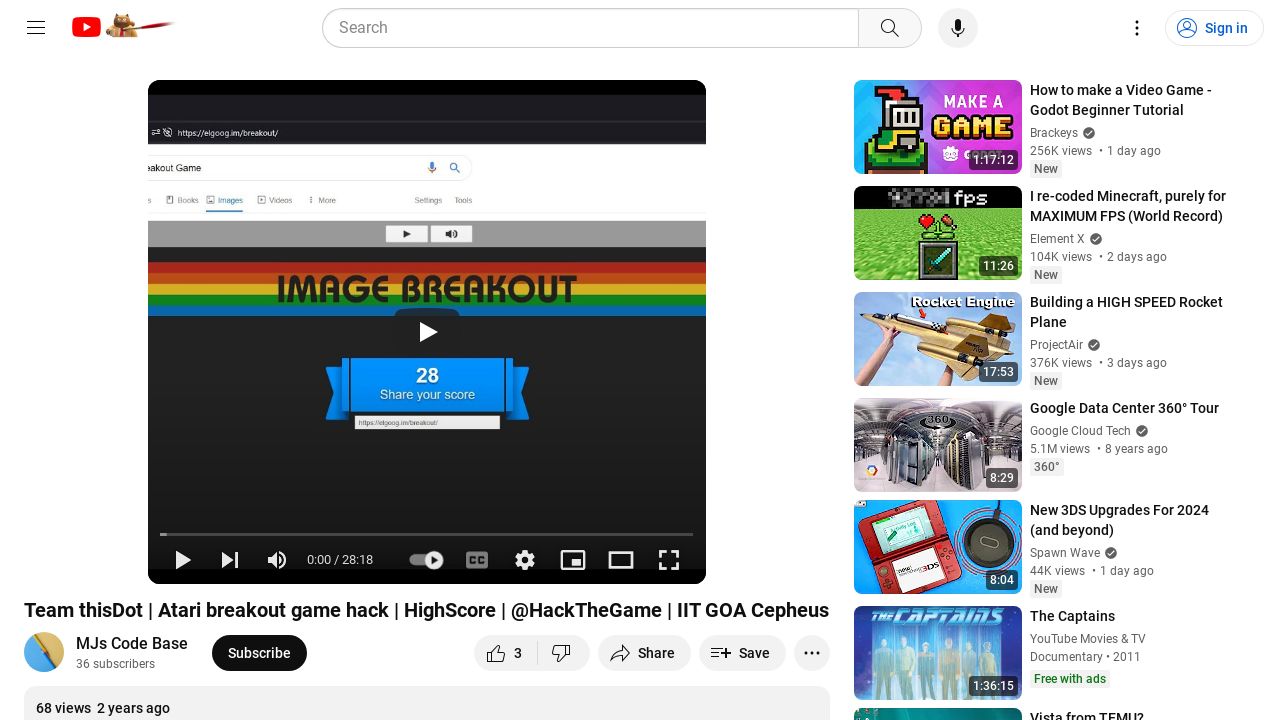 Search
Sign in
https://elgoog.im/breakout/
eakout Game
Books
Images
Videos
More
Settings
Tools
IMAGE BREAKOUT
28
Share your score
https://elgoog.im/breakout/
0:00 / 28:18
CC
Team thisDot | Atari breakout game hack | HighScore | @HackTheGame | IIT GOA Cepheus
MJs Code Base
36 subscribers
Subscribe
3
Share
Save
68 views 2 years ago
MAKE A
GAME
1:17:12
How to make a Video Game -
Godot Beginner Tutorial
Brackeys
256K views • 1 day ago
New
fps
11:26
I re-coded Minecraft, purely for
MAXIMUM FPS (World Record)
Element X
104K views • 2 days ago
New
Rocket Engine
17:53
Building a HIGH SPEED Rocket
Plane
ProjectAir
376K views • 3 days ago
New
360°
8:29
Google Data Center 360° Tour
Google Cloud Tech
5.1M views • 8 years ago
360°
NINTENDO 3DS
8:04
New 3DS Upgrades For 2024
(and beyond)
Spawn Wave
44K views • 1 day ago
New
THE CAPTAINS
1:36:15
The Captains
YouTube Movies & TV
Documentary • 2011
Free with ads
Vista from TEMU?